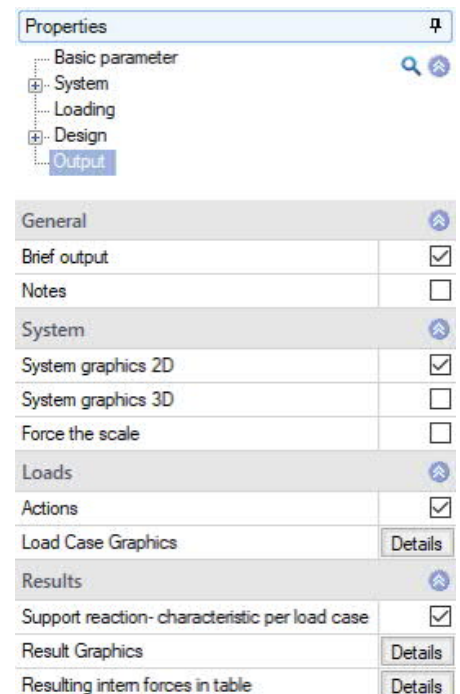 Properties
Basic parameter
System
Loading
Design
Output
General
Brief output
Notes
System
System graphics 2D
System graphics 3D
Force the scale
Loads
Actions
Load Case Graphics Details
Results
Support reaction- characteristic per load case
Result Graphics Details
Resulting intern forces in table Details